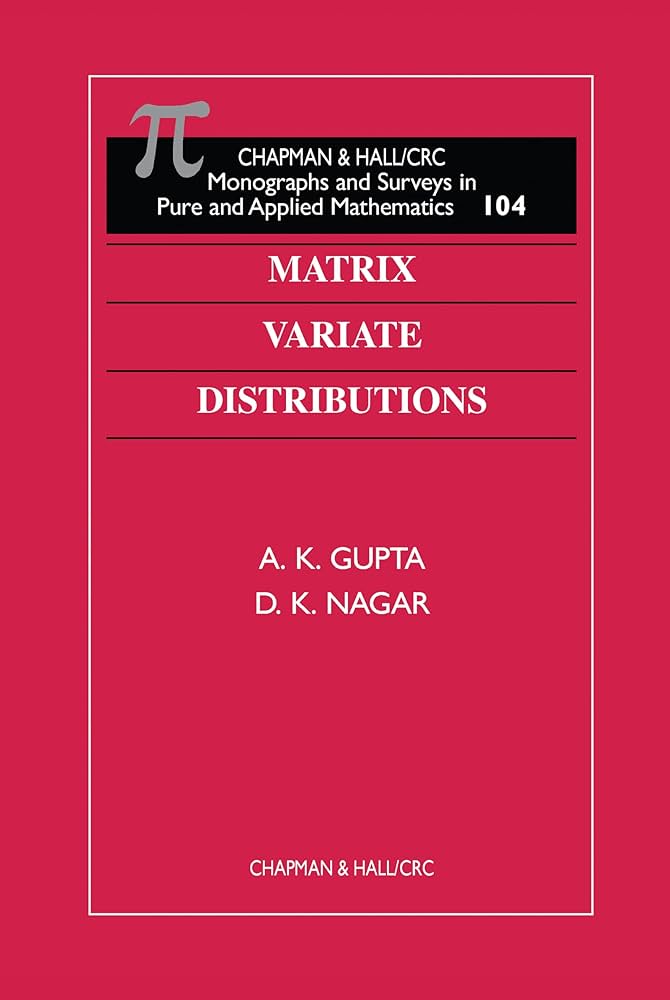 π
CHAPMAN & HALL/CRC
Monographs and Surveys in
Pure and Applied Mathematics 104
MATRIX
VARIATE
DISTRIBUTIONS
A. K. GUPTA
D. K. NAGAR
CHAPMAN & HALL/CRC